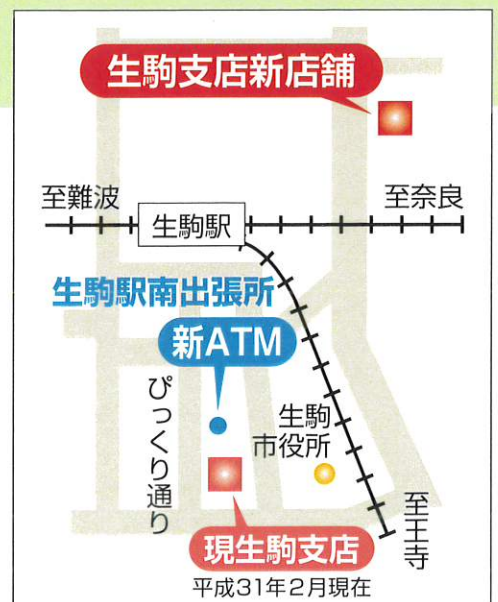 生駒支店新店舗
至難波
至奈良
生駒駅
生駒駅南出張所
新ATM
ぴっくり通り
生駒
市役所
至王寺
現生駒支店
平成31年2月現在